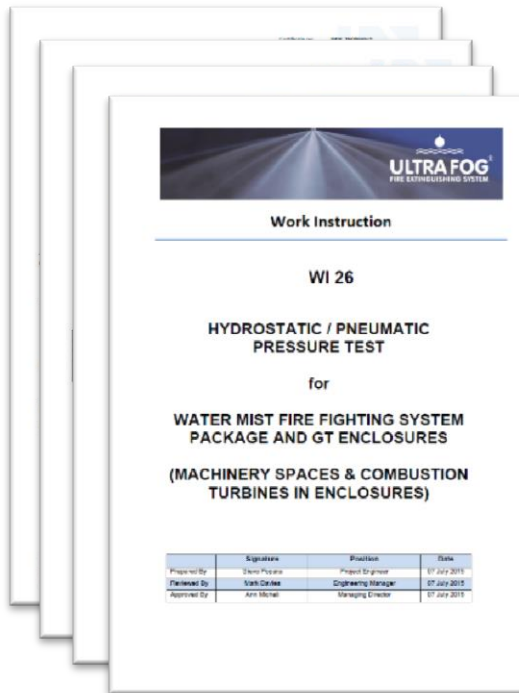 ULTRA FOG
FIRE EXTINGUISHING SYSTEM
Work Instruction
WI 26
HYDROSTATIC / PNEUMATIC
PRESSURE TEST
for
WATER MIST FIRE FIGHTING SYSTEM
PACKAGE AND GT ENCLOSURES
(MACHINERY SPACES & COMBUSTION
TURBINES IN ENCLOSURES)
Signature Position Date
Prepared By Project Engineer 07 July 2015
Reviewed By Mark Davies Engineering Manager 07 July 2015
Approved By Managing Director 07 July 2015